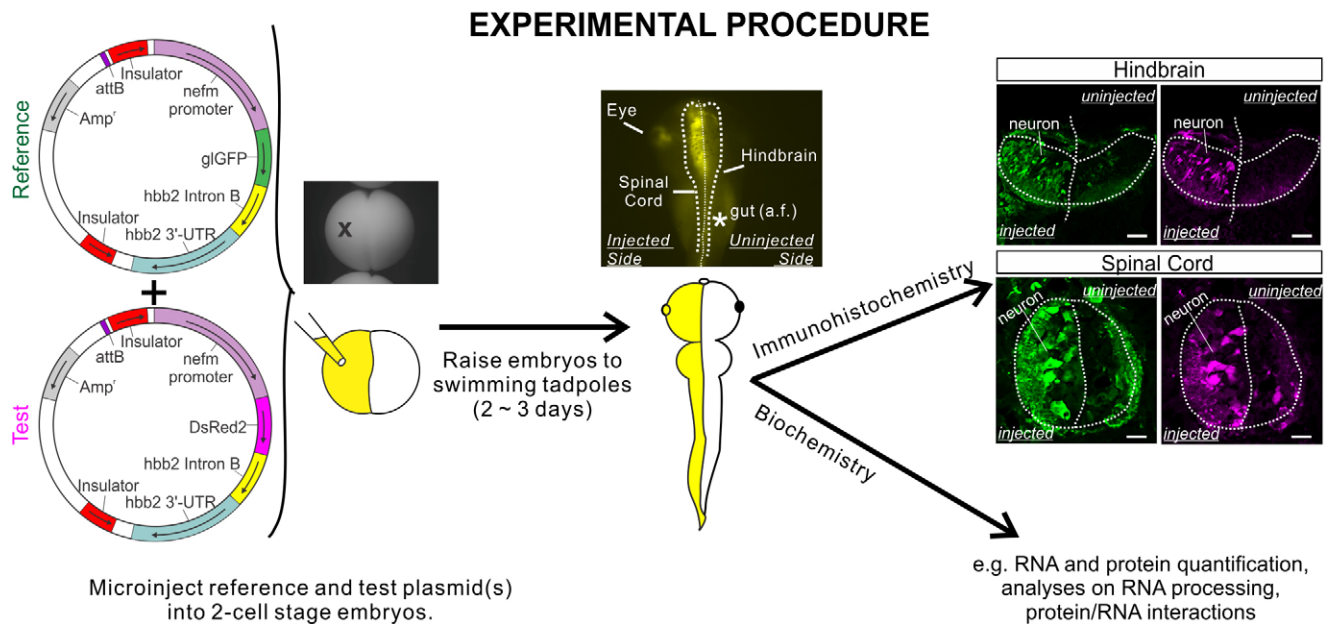 EXPERIMENTAL PROCEDURE
Reference
Insulator
attB
nefm
promoter
Ampʳ
glGFP
hbb2 Intron B
Insulator
hbb2 3'-UTR
+
Test
Insulator
attB
nefm
promoter
Ampʳ
DsRed2
hbb2 Intron B
Insulator
hbb2 3'-UTR
Microinject reference and test plasmid(s)
into 2-cell stage embryos.
X
Raise embryos to
swimming tadpoles
(2 ~ 3 days)
Eye
Hindbrain
Spinal
Cord
* gut (a.f.)
Injected
Side
Uninjected
Side
Immunohistochemistry
Biochemistry
Hindbrain
uninjected
neuron
injected
uninjected
neuron
injected
Spinal Cord
uninjected
neuron
injected
uninjected
neuron
injected
e.g. RNA and protein quantification,
analyses on RNA processing,
protein/RNA interactions